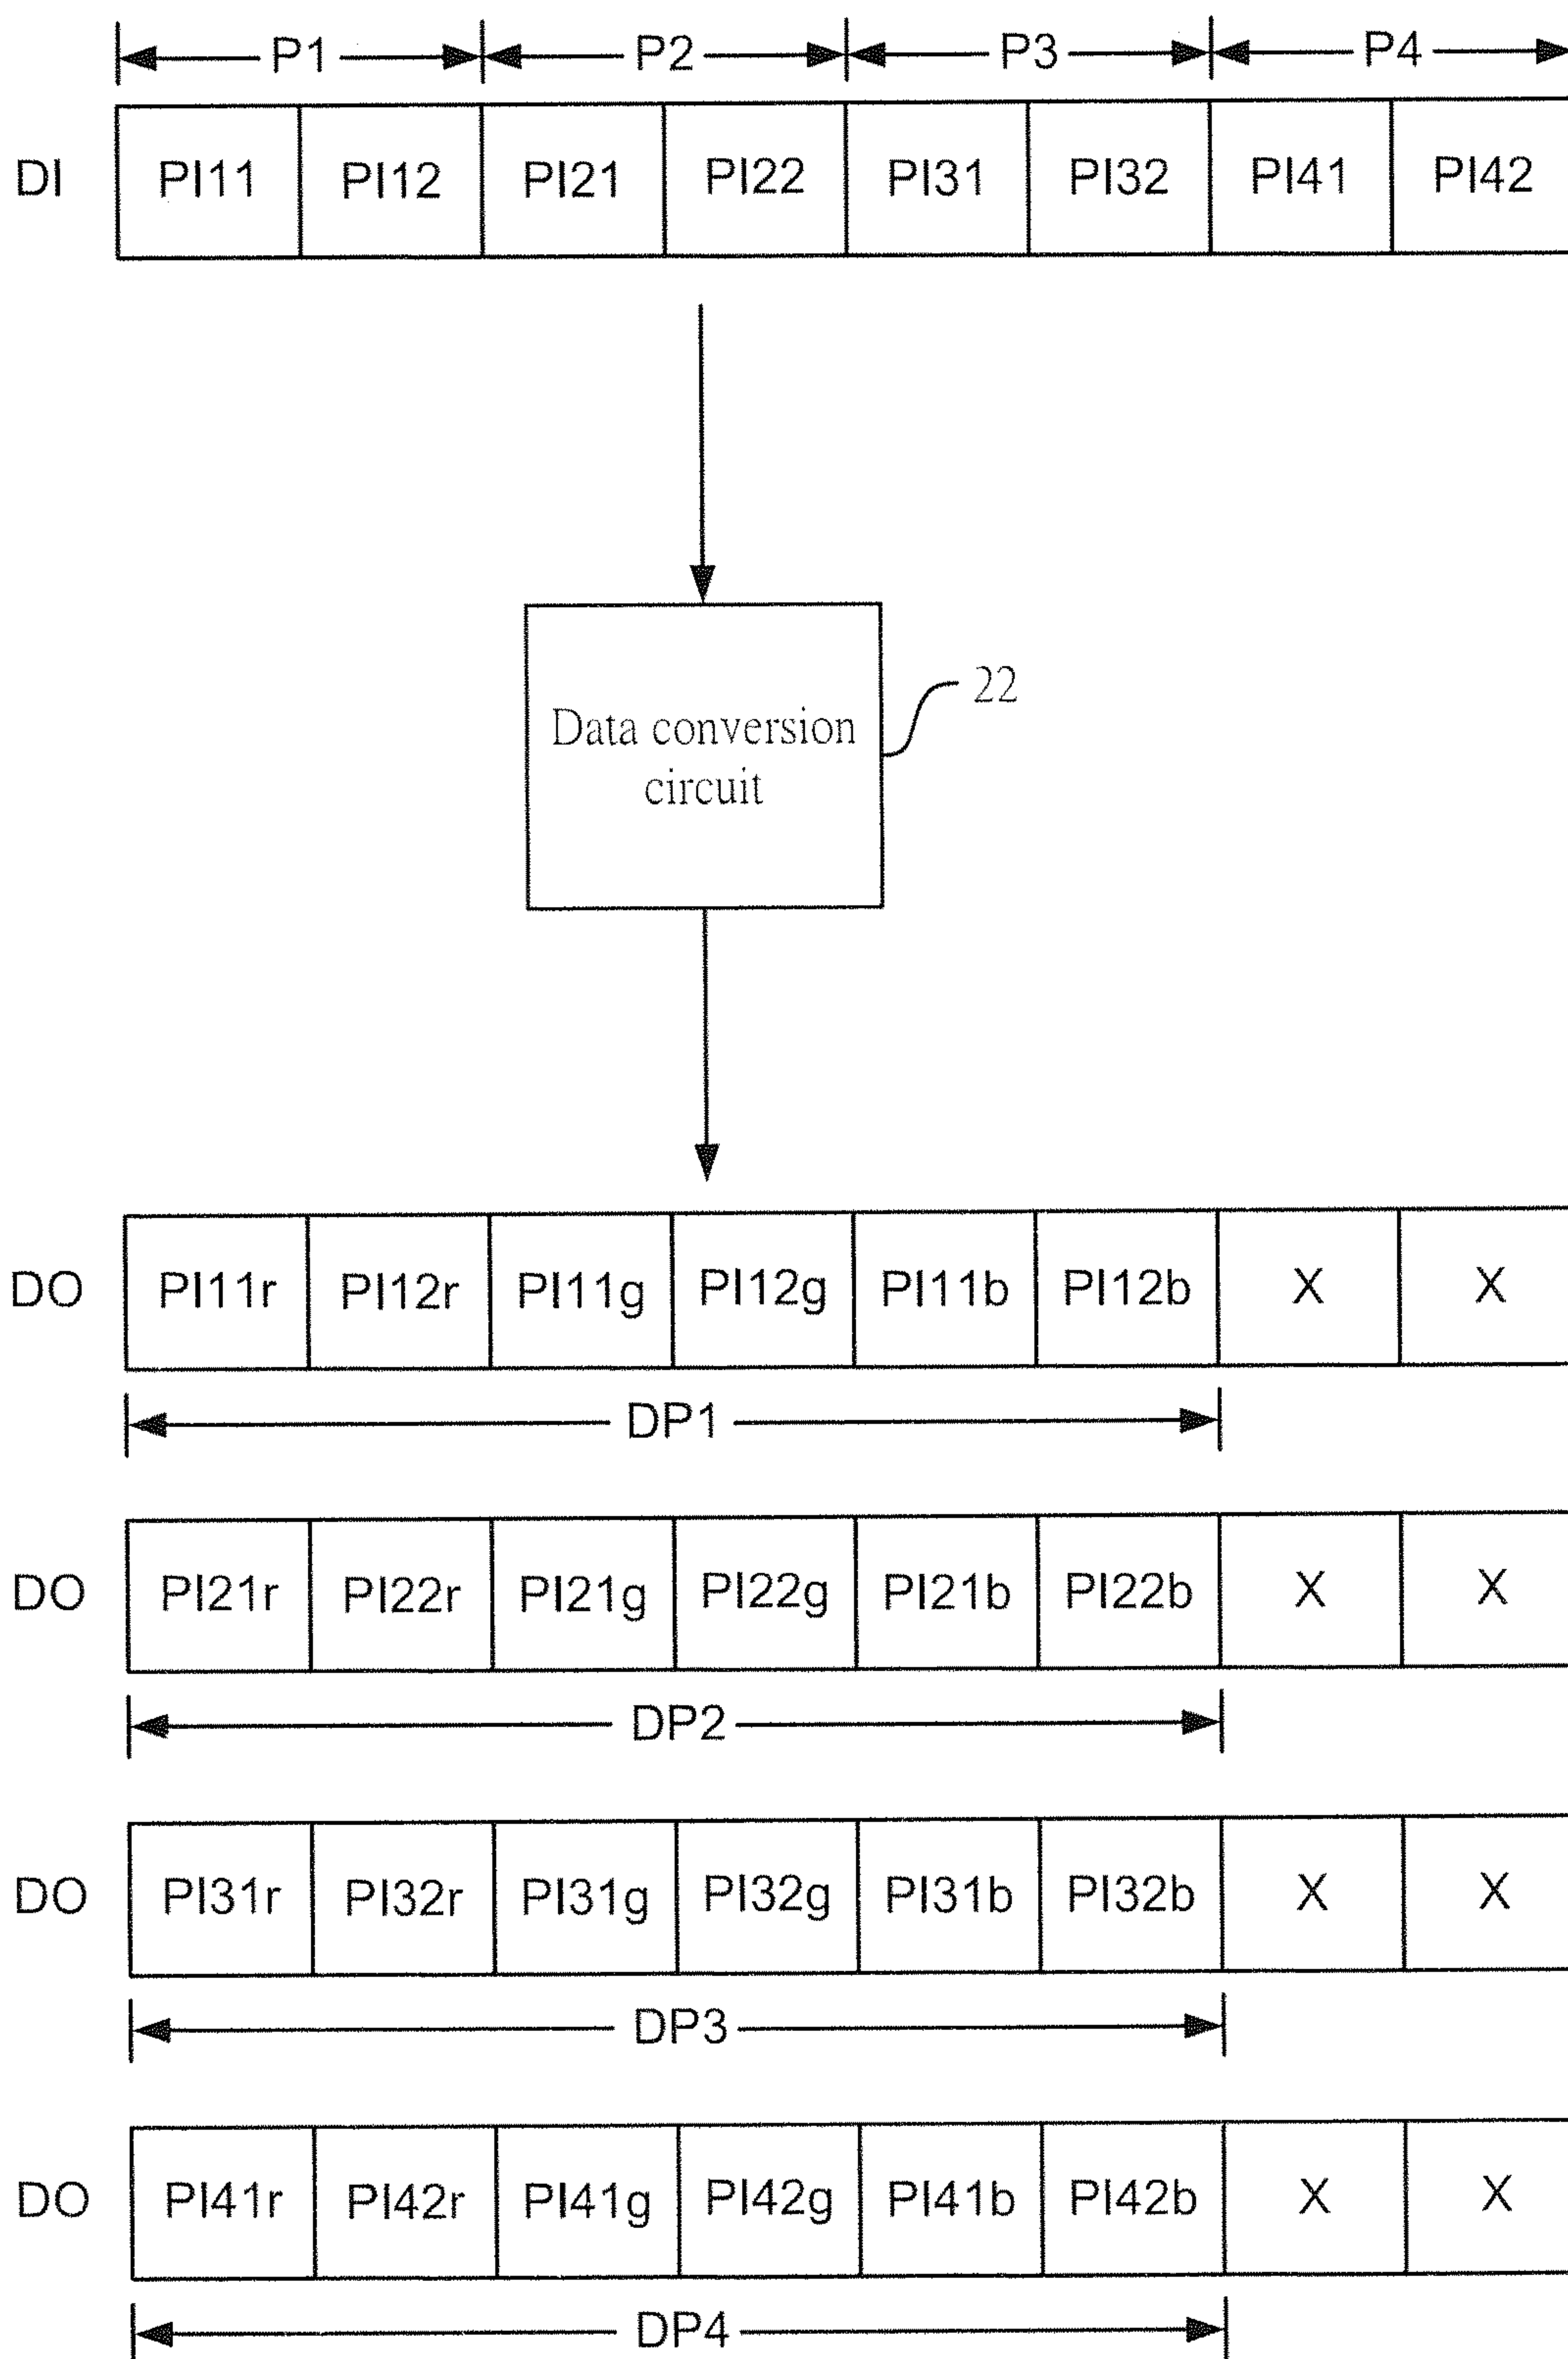 P1 P2 P3 P4
DI PI11 PI12 PI21 PI22 PI31 PI32 PI41 PI42
Data conversion
circuit
22
DO PI11r PI12r PI11g PI12g PI11b PI12b X X
DP1
DO PI21r PI22r PI21g PI22g PI21b PI22b X X
DP2
DO PI31r PI32r PI31g PI32g PI31b PI32b X X
DP3
DO PI41r PI42r PI41g PI42g PI41b PI42b X X
DP4